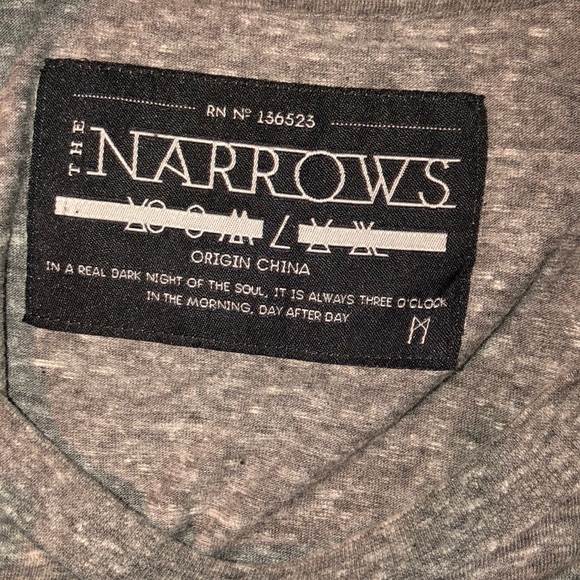 RN Nº 136523
THE NARROWS
L
ORIGIN CHINA
IN A REAL DARK NIGHT OF THE SOUL, IT IS ALWAYS THREE O'CLOCK
IN THE MORNING, DAY AFTER DAY